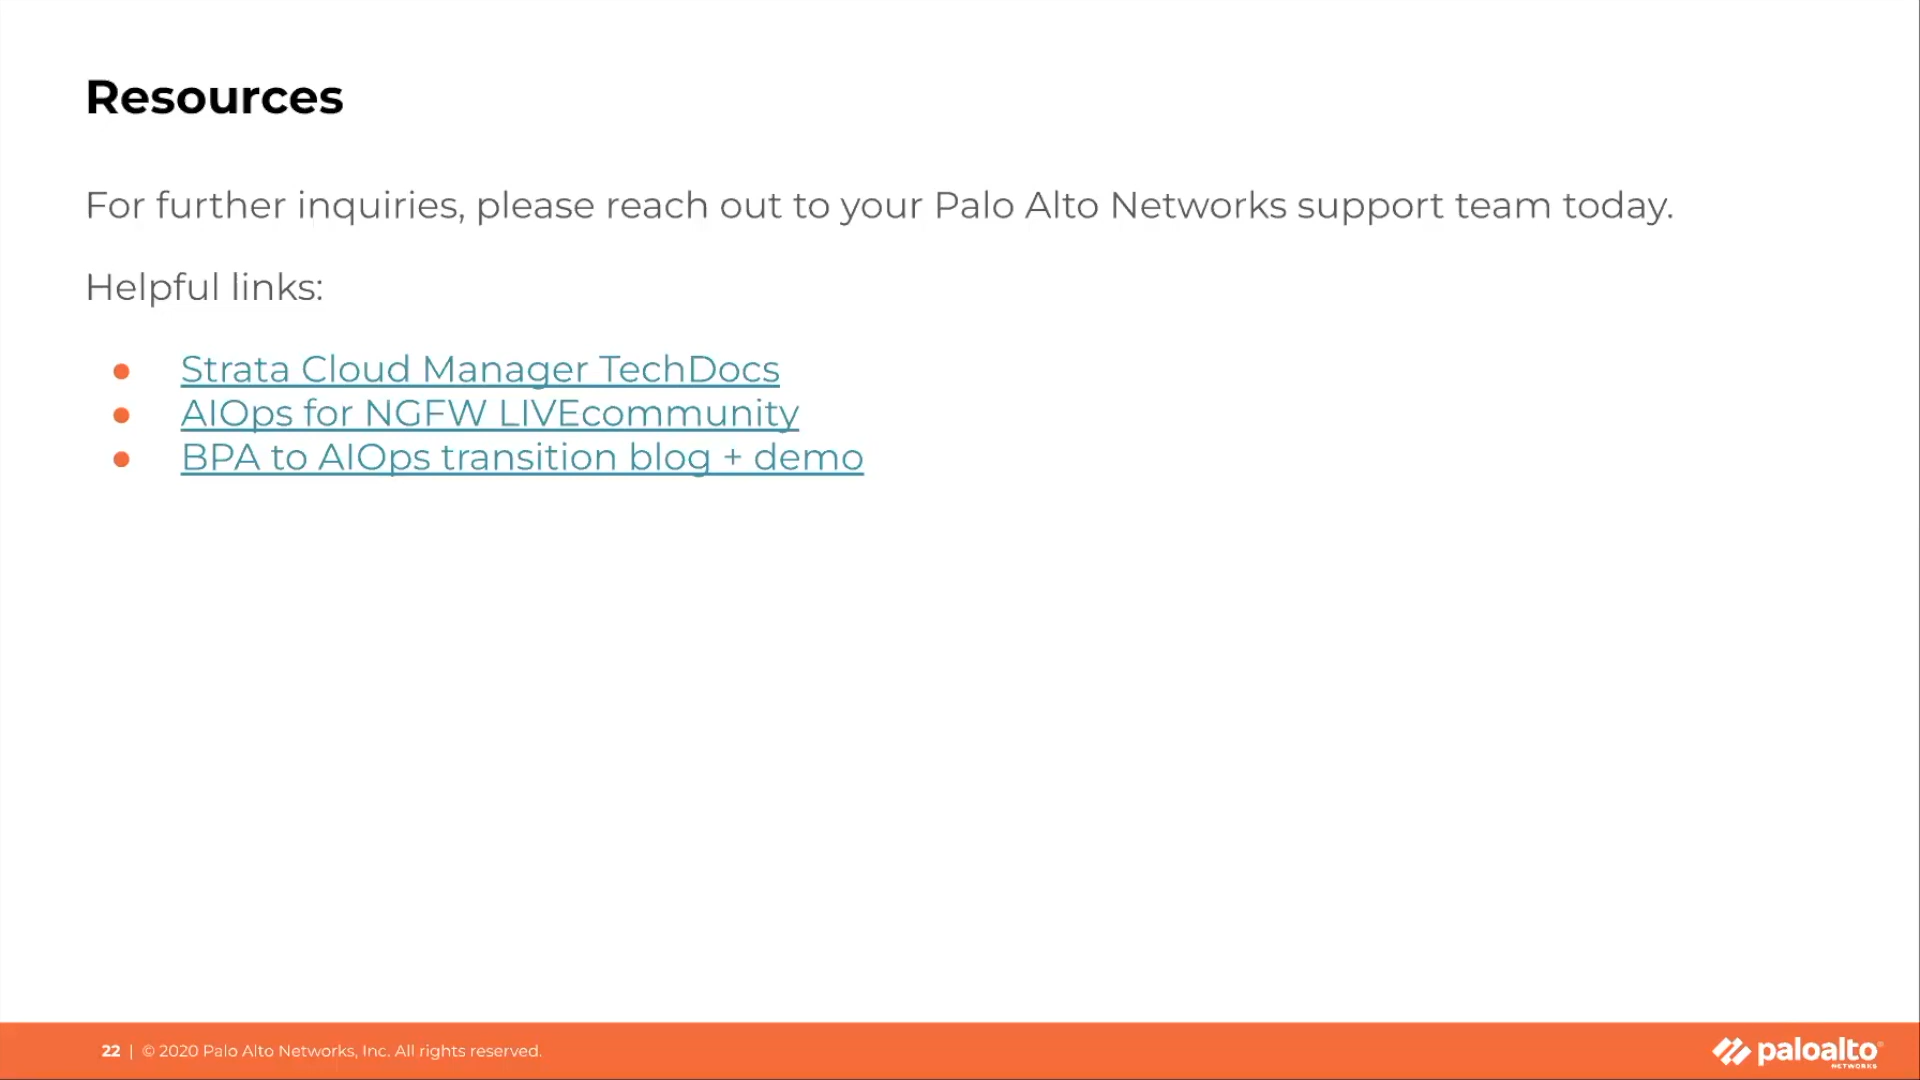 Resources
For further inquiries, please reach out to your Palo Alto Networks support team today.
Helpful links:
● Strata Cloud Manager TechDocs
● AIOps for NGFW LIVEcommunity
● BPA to AIOps transition blog + demo
22 | © 2020 Palo Alto Networks, Inc. All rights reserved.
paloalto®
NETWORKS